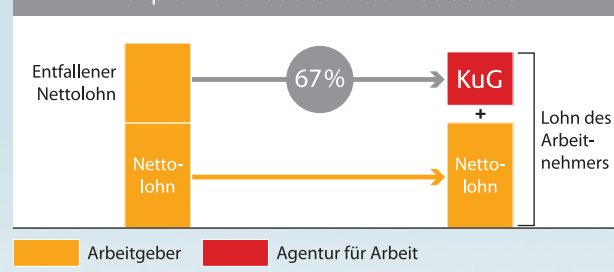 Entfallener
Nettolohn
67%
KuG
+
Netto-
lohn
Netto-
lohn
Lohn des
Arbeit-
nehmers
Arbeitgeber
Agentur für Arbeit